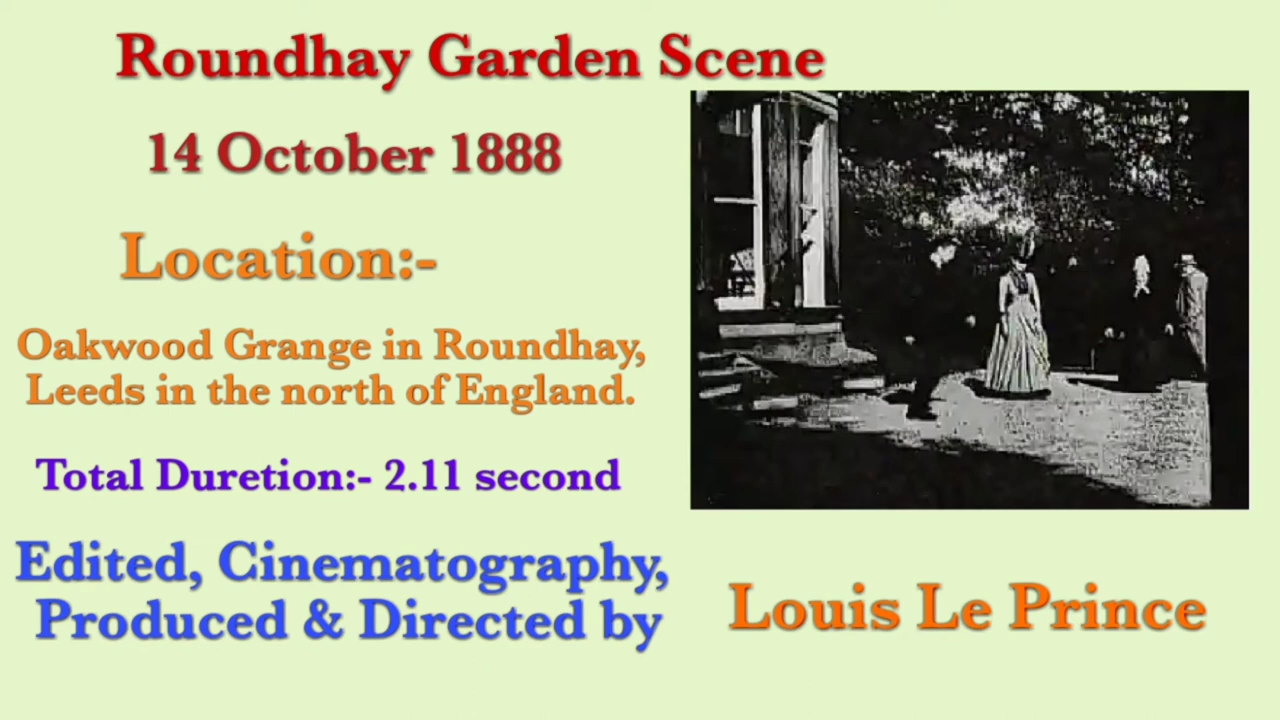 Roundhay Garden Scene
14 October 1888
Location:-
Oakwood Grange in Roundhay,
Leeds in the north of England.
Total Duretion:- 2.11 second
Edited, Cinematography,
Produced & Directed by
Louis Le Prince